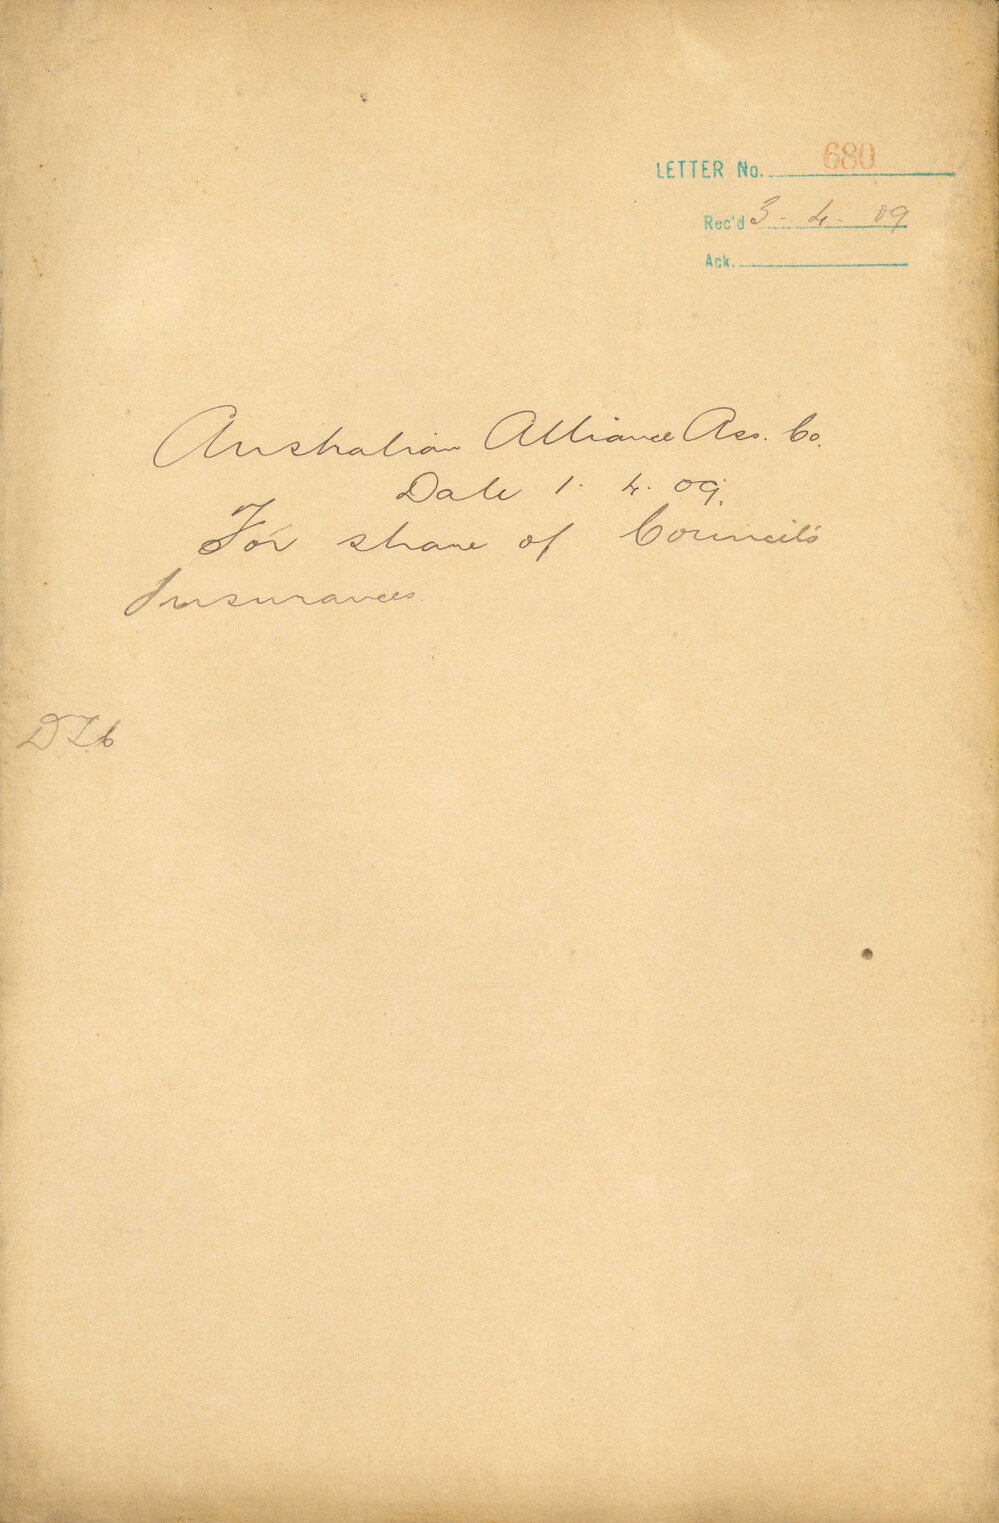 LETTER No. 680
Rec'd 3 - 4 - 09
Ack.
Australian Alliance Ass. Co.
Date 1. 4. 09.
For share of Council's
Insurances.